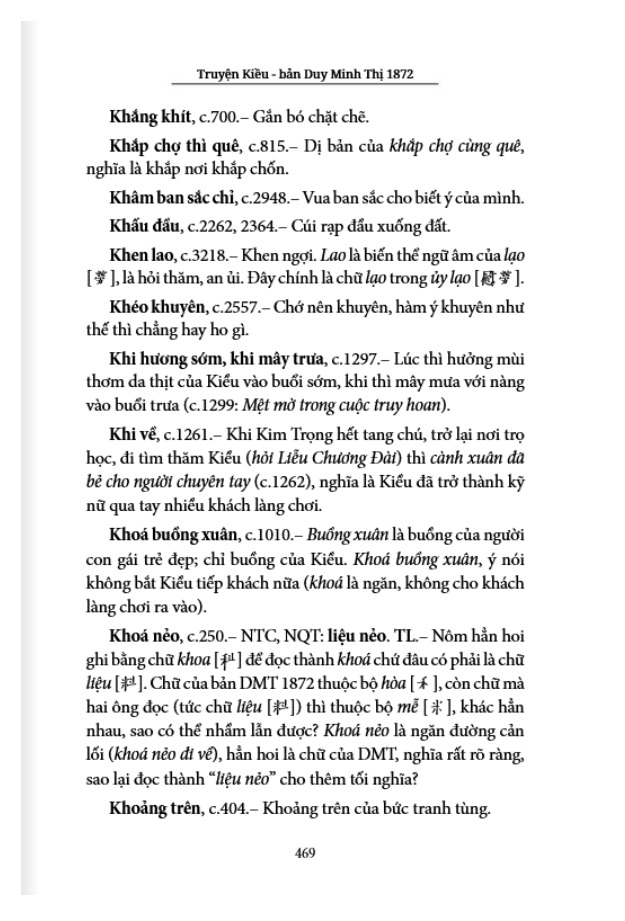 Truyện Kiều - bản Duy Minh Thị 1872
Khắng khít, c.700.– Gắn bó chặt chẽ.
Khắp chợ thì quê, c.815.– Dị bản của khắp chợ cùng quê,
nghĩa là khắp nơi khắp chốn.
Khâm ban sắc chỉ, c.2948.– Vua ban sắc cho biết ý của mình.
Khấu đầu, c.2262, 2364.– Cúi rạp đầu xuống đất.
Khen lao, c.3218.– Khen ngợi. Lao là biến thể ngữ âm của lạo
[劳], là hỏi thăm, an ủi. Đây chính là chữ lạo trong ủy lạo [慰劳].
Khéo khuyên, c.2557.– Chớ nên khuyên, hàm ý khuyên như
thế thì chẳng hay ho gì.
Khi hương sớm, khi mây trưa, c.1297.– Lúc thì hưởng mùi
thơm da thịt của Kiều vào buổi sớm, khi thì mây mưa với nàng
vào buổi trưa (c.1299: Mệt mờ trong cuộc truy hoan).
Khi về, c.1261.– Khi Kim Trọng hết tang chú, trở lại nơi trọ
học, đi tìm thăm Kiều (hỏi Liễu Chương Đài) thì cành xuân đã
bẻ cho người chuyên tay (c.1262), nghĩa là Kiều đã trở thành kỹ
nữ qua tay nhiều khách làng chơi.
Khoá buồng xuân, c.1010.– Buồng xuân là buồng của người
con gái trẻ đẹp; chỉ buồng của Kiều. Khoá buồng xuân, ý nói
không bắt Kiều tiếp khách nữa (khoá là ngăn, không cho khách
làng chơi ra vào).
Khoá nẻo, c.250.– NTC, NQT: liệu nẻo. TL.– Nôm hẳn hoi
ghi bằng chữ khoa [科] để đọc thành khoá chứ đâu có phải là chữ
liệu [料]. Chữ của bản DMT 1872 thuộc bộ hòa [禾], còn chữ mà
hai ông đọc (tức chữ liệu [料]) thì thuộc bộ mễ [米], khác hẳn
nhau, sao có thể nhầm lẫn được? Khoá nẻo là ngăn đường cản
lối (khoá nẻo đi về), hẳn hoi là chữ của DMT, nghĩa rất rõ ràng,
sao lại đọc thành “liệu nẻo” cho thêm tối nghĩa?
Khoảng trên, c.404.– Khoảng trên của bức tranh tùng.
469